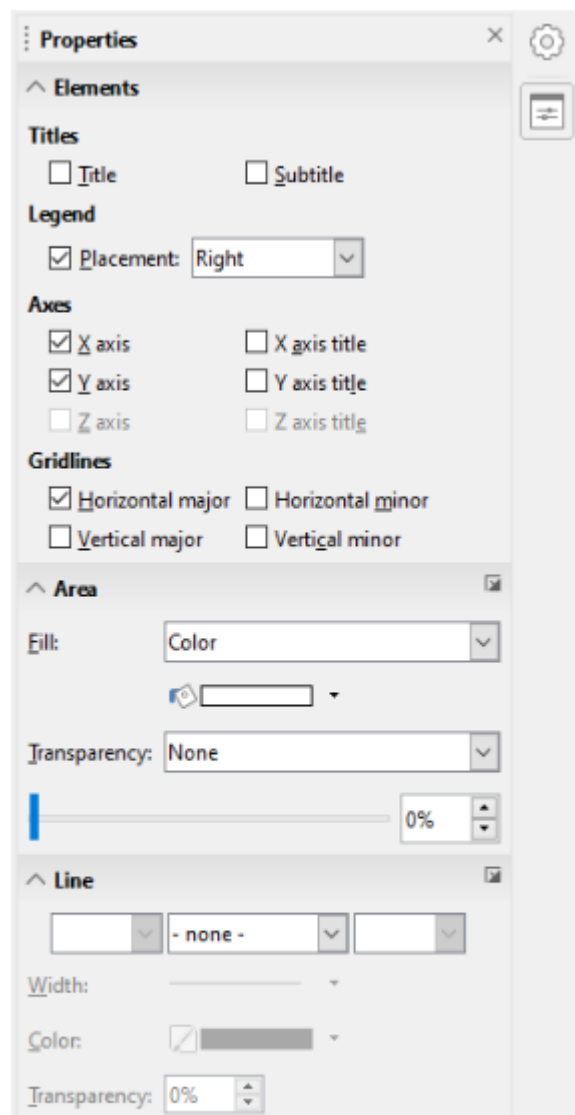 Properties
Elements
Titles
Title Subtitle
Legend
Placement: Right
Axes
X axis X axis title
Y axis Y axis title
Z axis Z axis title
Gridlines
Horizontal major Horizontal minor
Vertical major Vertical minor
Area
Fill: Color
Transparency: None
0%
Line
- none -
Width:
Color:
Transparency: 0%